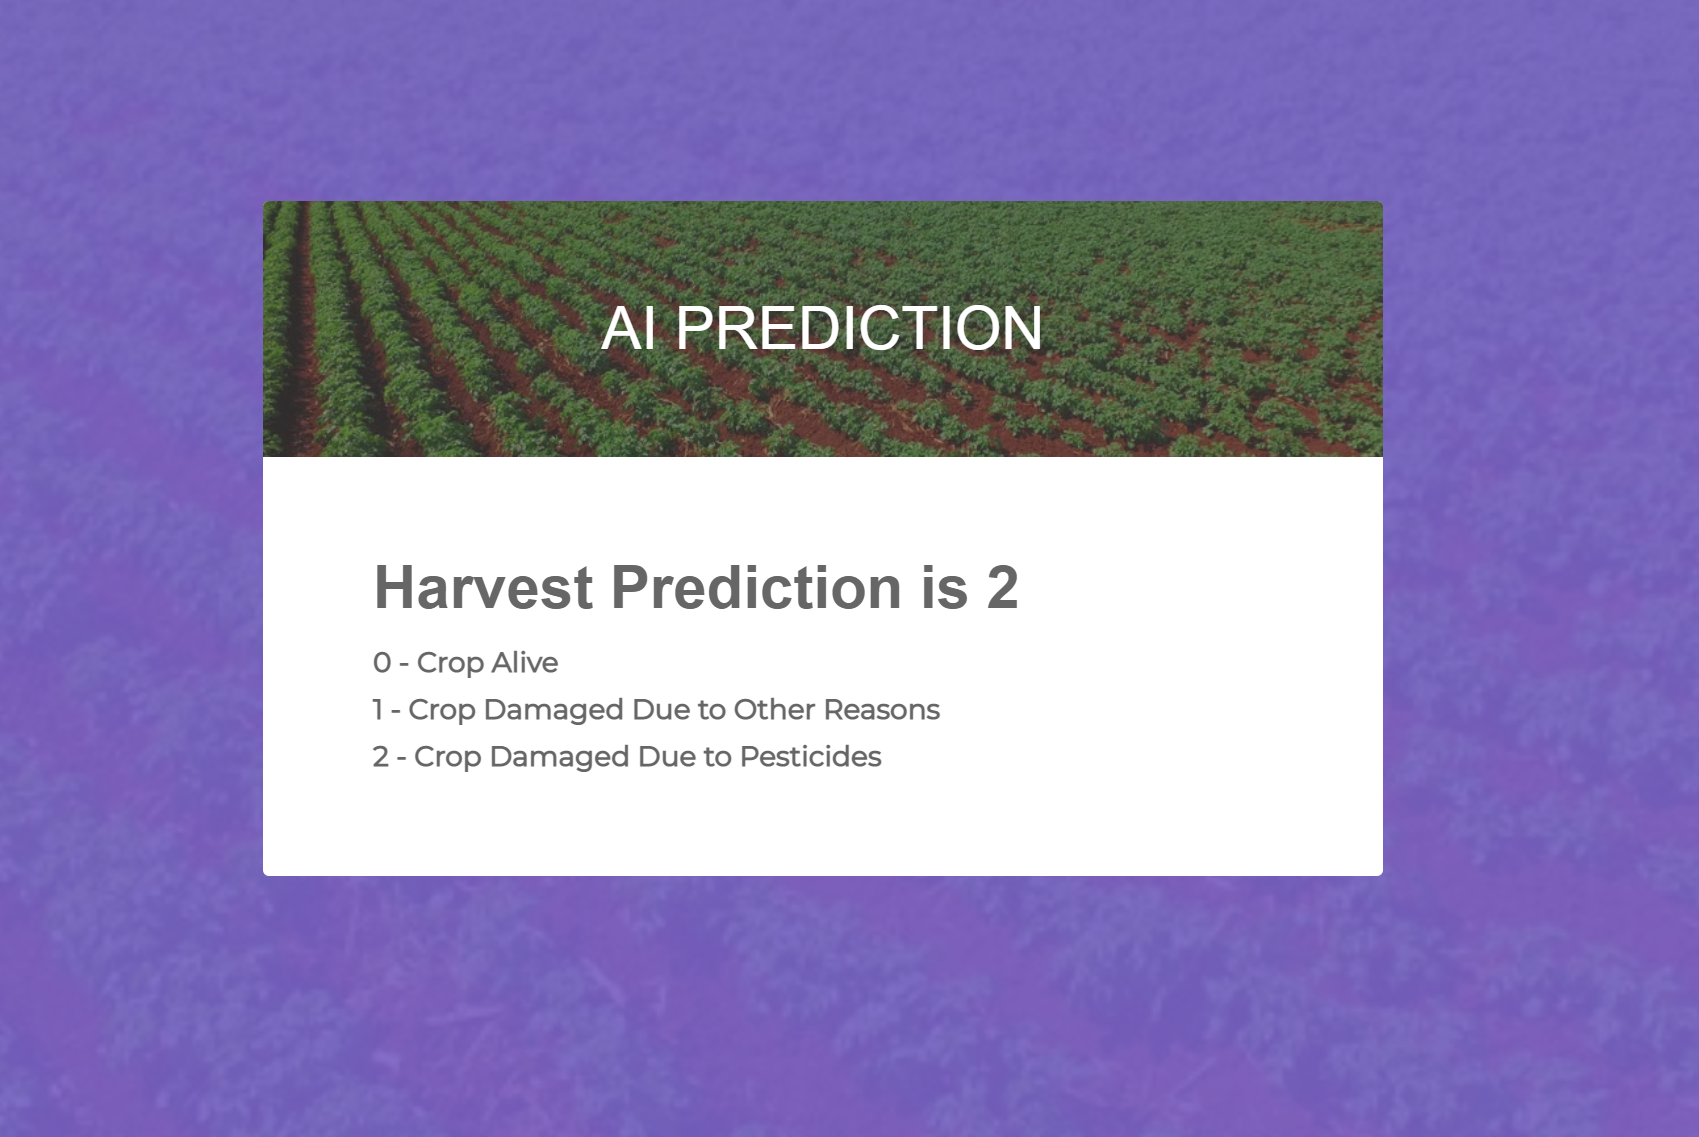 AI PREDICTION
Harvest Prediction is 2
0 - Crop Alive
1 - Crop Damaged Due to Other Reasons
2 - Crop Damaged Due to Pesticides